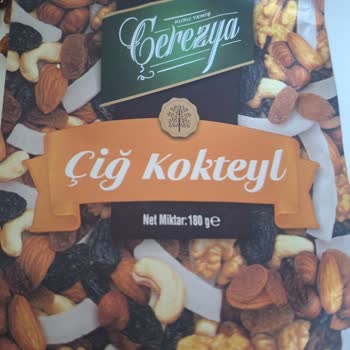 KURU YEMİŞ
Çerezya
Çiğ Kokteyl
Net Miktar: 180 g℮